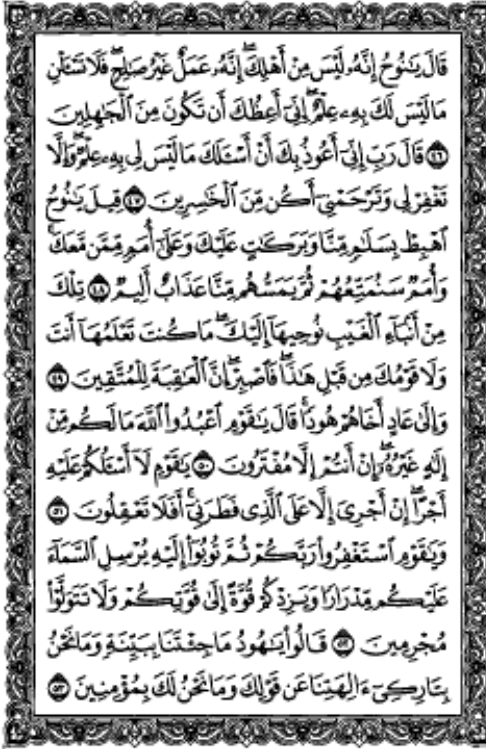 قَالَ يَٰنُوحُ إِنَّهُۥ لَيْسَ مِنْ أَهْلِكَۖ إِنَّهُۥ عَمَلٌ غَيْرُ صَٰلِحٖۖ فَلَا تَسْـَٔلْنِ
مَا لَيْسَ لَكَ بِهِۦ عِلْمٌۖ إِنِّيٓ أَعِظُكَ أَن تَكُونَ مِنَ ٱلْجَٰهِلِينَ
٤٦ قَالَ رَبِّ إِنِّيٓ أَعُوذُ بِكَ أَنْ أَسْـَٔلَكَ مَا لَيْسَ لِي بِهِۦ عِلْمٌۖ وَإِلَّا
تَغْفِرْ لِي وَتَرْحَمْنِيٓ أَكُن مِّنَ ٱلْخَٰسِرِينَ ٤٧ قِيلَ يَٰنُوحُ
ٱهْبِطْ بِسَلَٰمٖ مِّنَّا وَبَرَكَٰتٍ عَلَيْكَ وَعَلَىٰٓ أُمَمٖ مِّمَّن مَّعَكَۚ
وَأُمَمٌ سَنُمَتِّعُهُمْ ثُمَّ يَمَسُّهُم مِّنَّا عَذَابٌ أَلِيمٌ ٤٨ تِلْكَ
مِنْ أَنۢبَآءِ ٱلْغَيْبِ نُوحِيهَآ إِلَيْكَۖ مَا كُنتَ تَعْلَمُهَآ أَنتَ
وَلَا قَوْمُكَ مِن قَبْلِ هَٰذَاۖ فَٱصْبِرْۖ إِنَّ ٱلْعَٰقِبَةَ لِلْمُتَّقِينَ ٤٩
وَإِلَىٰ عَادٍ أَخَاهُمْ هُودٗاۚ قَالَ يَٰقَوْمِ ٱعْبُدُوا۟ ٱللَّهَ مَا لَكُم مِّنْ
إِلَٰهٍ غَيْرُهُۥٓۖ إِنْ أَنتُمْ إِلَّا مُفْتَرُونَ ٥٠ يَٰقَوْمِ لَآ أَسْـَٔلُكُمْ عَلَيْهِ
أَجْرًاۖ إِنْ أَجْرِيَ إِلَّا عَلَى ٱلَّذِي فَطَرَنِيٓۚ أَفَلَا تَعْقِلُونَ ٥١
وَيَٰقَوْمِ ٱسْتَغْفِرُوا۟ رَبَّكُمْ ثُمَّ تُوبُوٓا۟ إِلَيْهِ يُرْسِلِ ٱلسَّمَآءَ
عَلَيْكُم مِّدْرَارٗا وَيَزِدْكُمْ قُوَّةً إِلَىٰ قُوَّتِكُمْ وَلَا تَتَوَلَّوْا۟
مُجْرِمِينَ ٥٢ قَالُوا۟ يَٰهُودُ مَا جِئْتَنَا بِبَيِّنَةٖ وَمَا نَحْنُ
بِتَارِكِيٓ ءَالِهَتِنَا عَن قَوْلِكَ وَمَا نَحْنُ لَكَ بِمُؤْمِنِينَ ٥٣